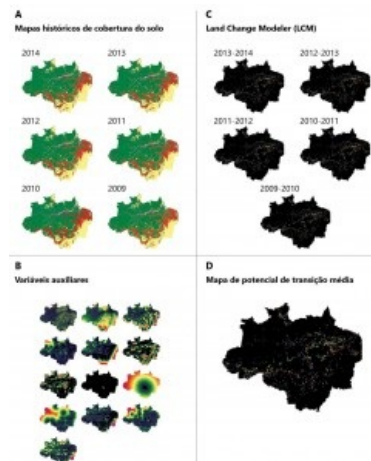 A
Mapas históricos de cobertura do solo
2014
2013
2012
2011
2010
2009
B
Variáveis auxiliares
C
Land Change Modeler (LCM)
2013-2014
2012-2013
2011-2012
2010-2011
2009-2010
D
Mapa de potencial de transição média